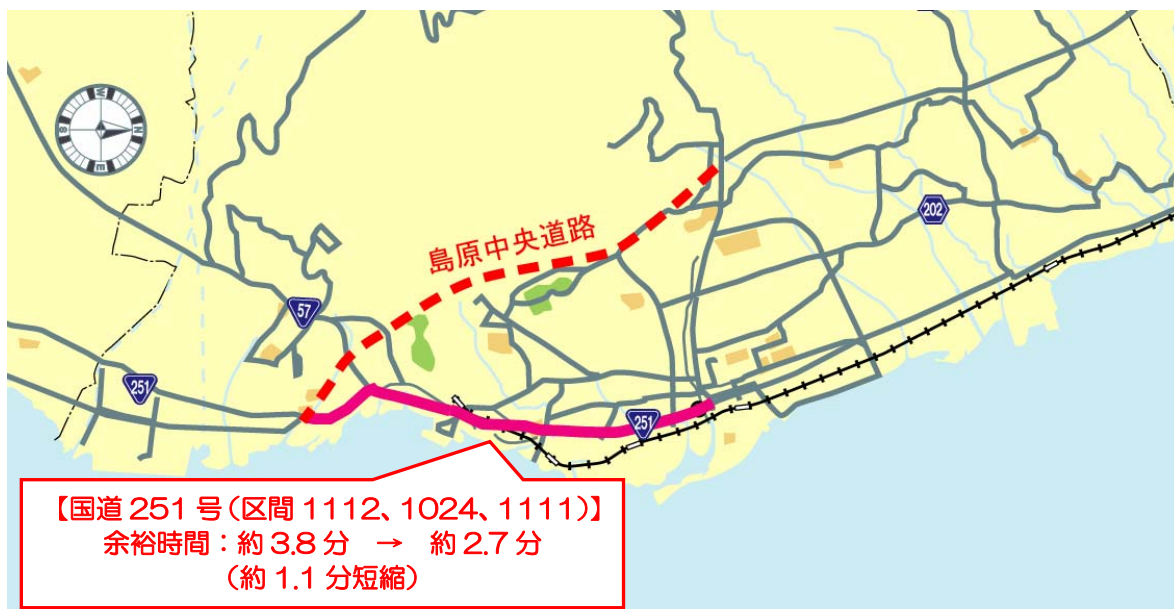 W
S
N
E
島原中央道路
202
57
251
251
【国道251号(区間1112、1024、1111)】
余裕時間：約3.8分 → 約2.7分
(約1.1分短縮)